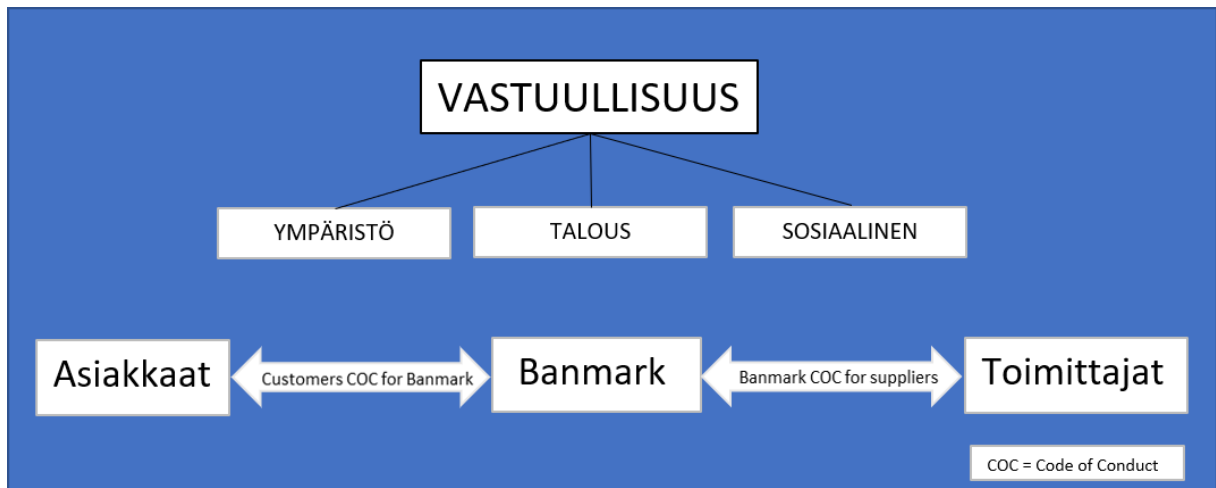 VASTUULLISUUS
YMPÄRISTÖ
TALOUS
SOSIAALINEN
Asiakkaat
Customers COC for Banmark
Banmark
Banmark COC for suppliers
Toimittajat
COC = Code of Conduct